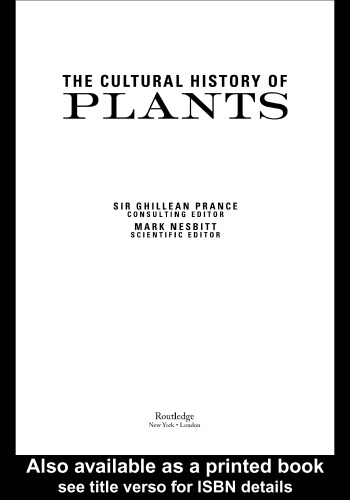 THE CULTURAL HISTORY OF
PLANTS
SIR GHILLEAN PRANCE
CONSULTING EDITOR
MARK NESBITT
SCIENTIFIC EDITOR
Routledge
New York • London
Also available as a printed book
see title verso for ISBN details